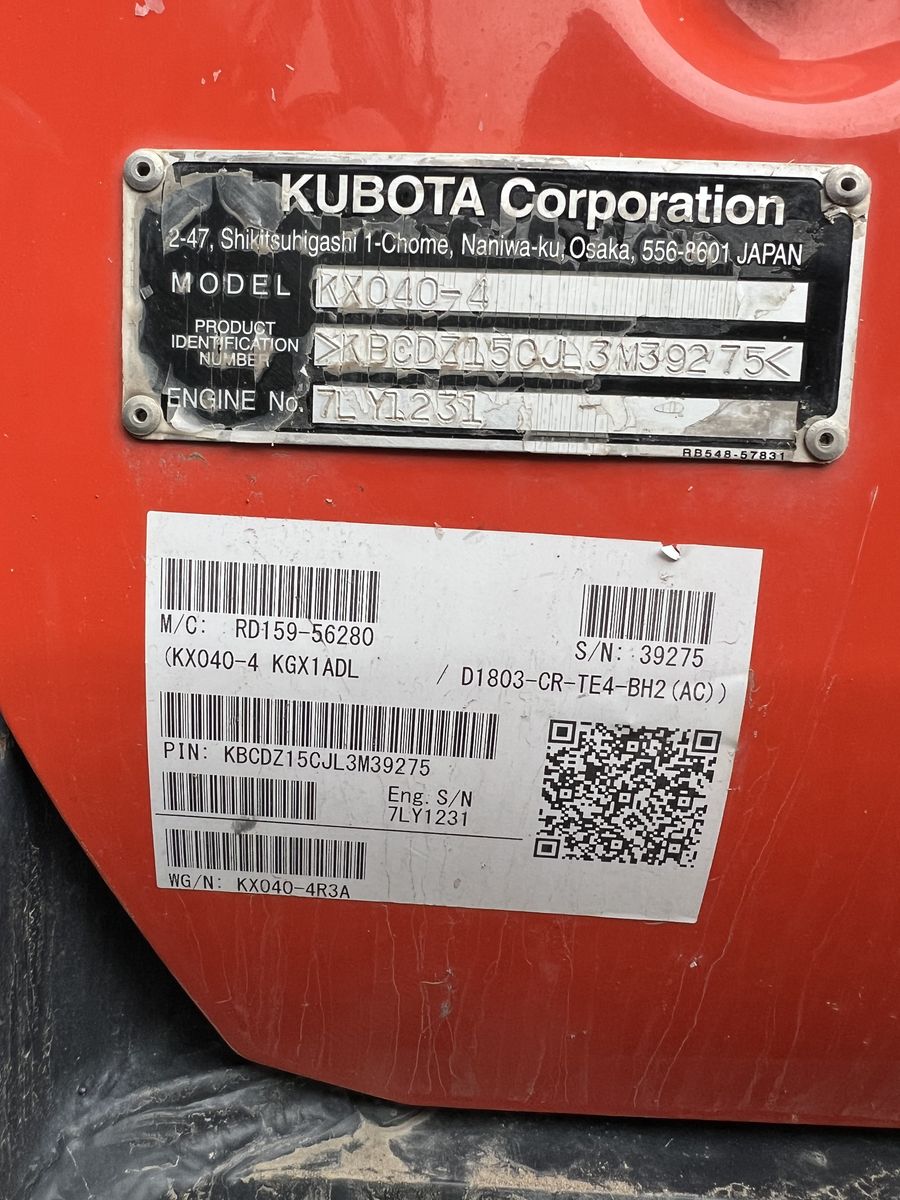 KUBOTA Corporation
2-47, Shikitsuhigashi 1-Chome, Naniwa-ku, Osaka, 556-8601 JAPAN
MODEL KX040-4
PRODUCT IDENTIFICATION NUMBER >KBCDZ15CJL3M39275<
ENGINE No. 7LY1231
RB548-57831
M/C: RD159-56280
S/N: 39275
(KX040-4 KGX1ADL / D1803-CR-TE4-BH2(AC))
PIN: KBCDZ15CJL3M39275
Eng. S/N
7LY1231
WG/N: KX040-4R3A